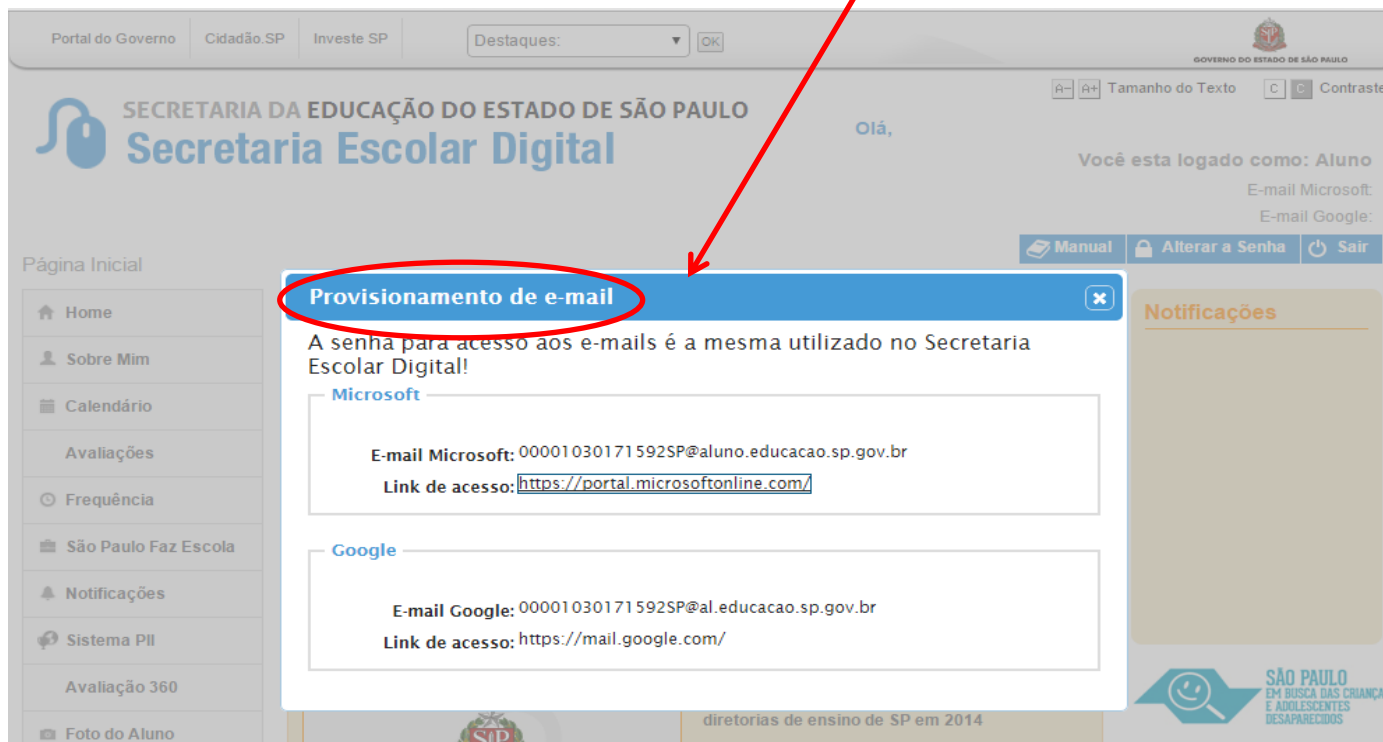 Portal do Governo Cidadão.SP Investe SP Destaques: OK
GOVERNO DO ESTADO DE SÃO PAULO
A- A+ Tamanho do Texto C C Contraste
SECRETARIA DA EDUCAÇÃO DO ESTADO DE SÃO PAULO
Secretaria Escolar Digital
Olá,
Você esta logado como: Aluno
E-mail Microsoft:
E-mail Google:
Manual Alterar a Senha Sair
Página Inicial
Home
Sobre Mim
Calendário
Avaliações
Frequência
São Paulo Faz Escola
Notificações
Sistema PII
Avaliação 360
Foto do Aluno
Provisionamento de e-mail
A senha para acesso aos e-mails é a mesma utilizado no Secretaria
Escolar Digital!
Microsoft
E-mail Microsoft: 00001030171592SP@aluno.educacao.sp.gov.br
Link de acesso: https://portal.microsoftonline.com/
Google
E-mail Google: 00001030171592SP@al.educacao.sp.gov.br
Link de acesso: https://mail.google.com/
diretorias de ensino de SP em 2014
Notificações
SÃO PAULO
EM BUSCA DAS CRIANÇA
E ADOLESCENTES
DESAPARECIDOS